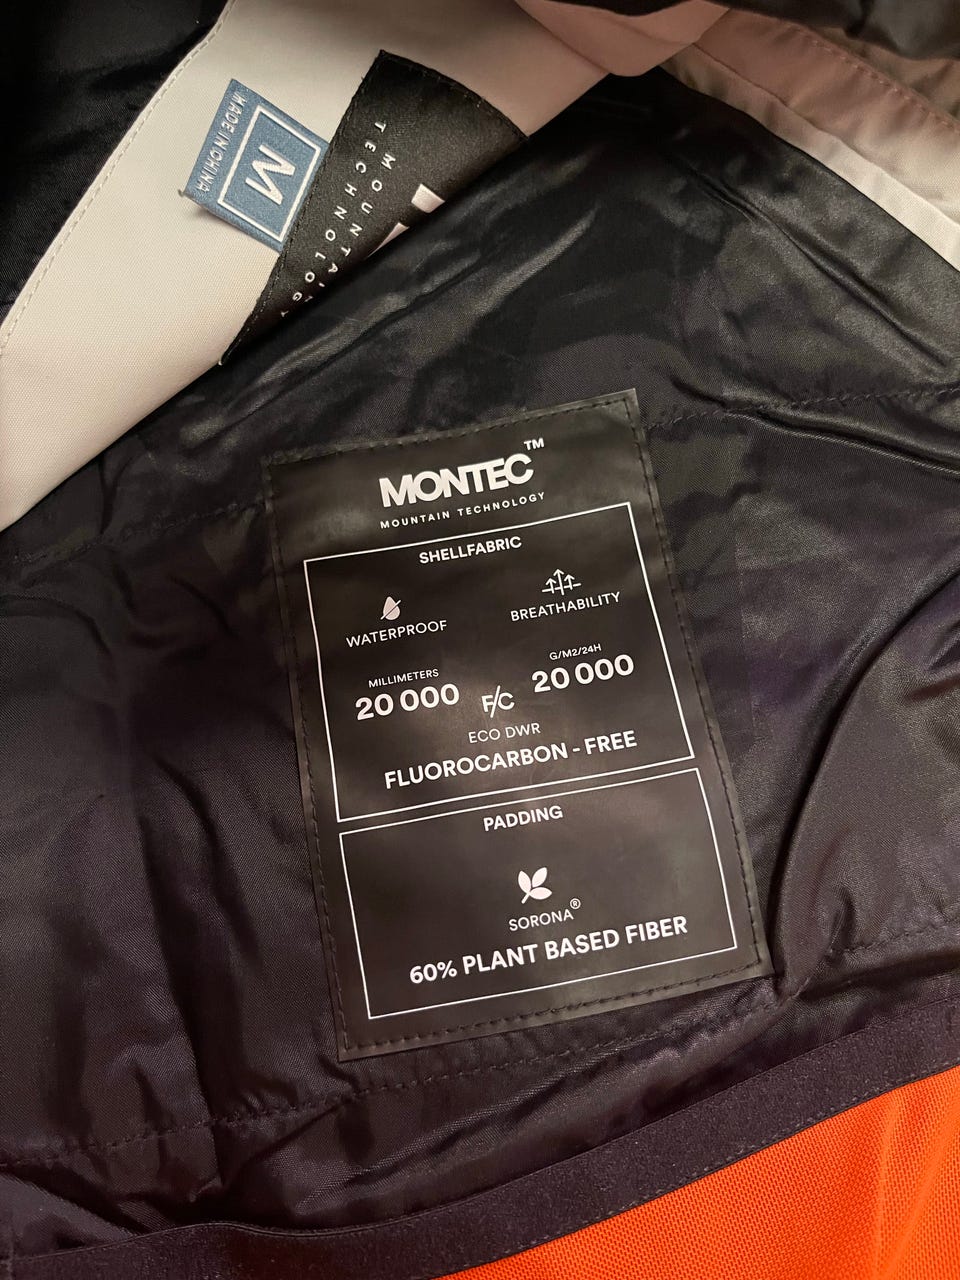 MADE IN CHINA
M
MOUNTAIN
TECHNOLOGY
MONTEC™
MOUNTAIN TECHNOLOGY
SHELLFABRIC
WATERPROOF
BREATHABILITY
MILLIMETERS
G/M2/24H
20 000
20 000
F/C
ECO DWR
FLUOROCARBON - FREE
PADDING
SORONA®
60% PLANT BASED FIBER